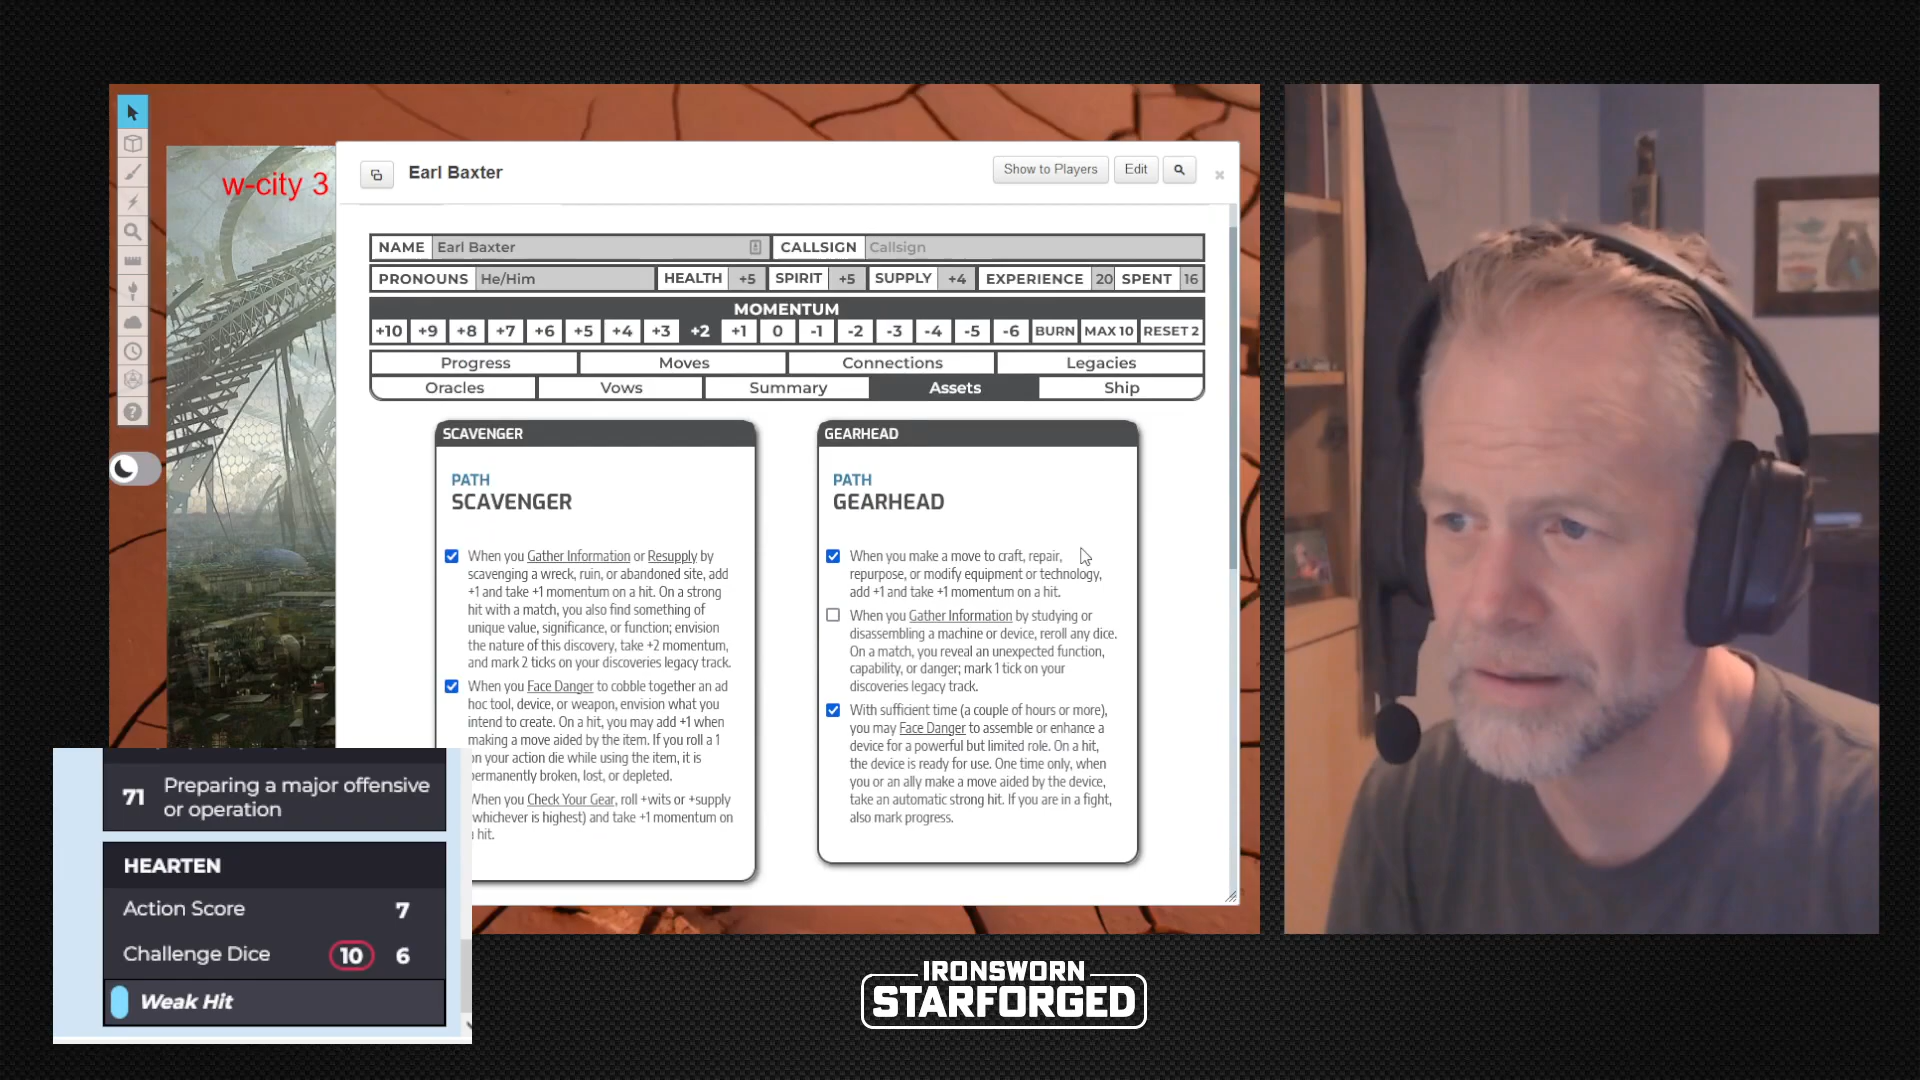 w-city 3
Earl Baxter
Show to Players
Edit
NAME Earl Baxter CALLSIGN Callsign
PRONOUNS He/Him HEALTH +5 SPIRIT +5 SUPPLY +4 EXPERIENCE 20 SPENT 16
MOMENTUM
+10 +9 +8 +7 +6 +5 +4 +3 +2 +1 0 -1 -2 -3 -4 -5 -6 BURN MAX 10 RESET 2
Progress Moves Connections Legacies
Oracles Vows Summary Assets Ship
SCAVENGER
PATH
SCAVENGER
When you Gather Information or Resupply by
scavenging a wreck, ruin, or abandoned site, add
+1 and take +1 momentum on a hit. On a strong
hit with a match, you also find something of
unique value, significance, or function; envision
the nature of this discovery, take +2 momentum,
and mark 2 ticks on your discoveries legacy track.
When you Face Danger to cobble together an ad
hoc tool, device, or weapon, envision what you
intend to create. On a hit, you may add +1 when
making a move aided by the item. If you roll a 1
on your action die while using the item, it is
permanently broken, lost, or depleted.
When you Check Your Gear, roll +wits or +supply
(whichever is highest) and take +1 momentum on
a hit.
GEARHEAD
PATH
GEARHEAD
When you make a move to craft, repair,
repurpose, or modify equipment or technology,
add +1 and take +1 momentum on a hit.
When you Gather Information by studying or
disassembling a machine or device, reroll any dice.
On a match, you reveal an unexpected function,
capability, or danger; mark 1 tick on your
discoveries legacy track.
With sufficient time (a couple of hours or more),
you may Face Danger to assemble or enhance a
device for a powerful but limited role. On a hit,
the device is ready for use. One time only, when
you or an ally make a move aided by the device,
take an automatic strong hit. If you are in a fight,
also mark progress.
71 Preparing a major offensive
or operation
HEARTEN
Action Score 7
Challenge Dice 10 6
Weak Hit
IRONSWORN
STARFORGED